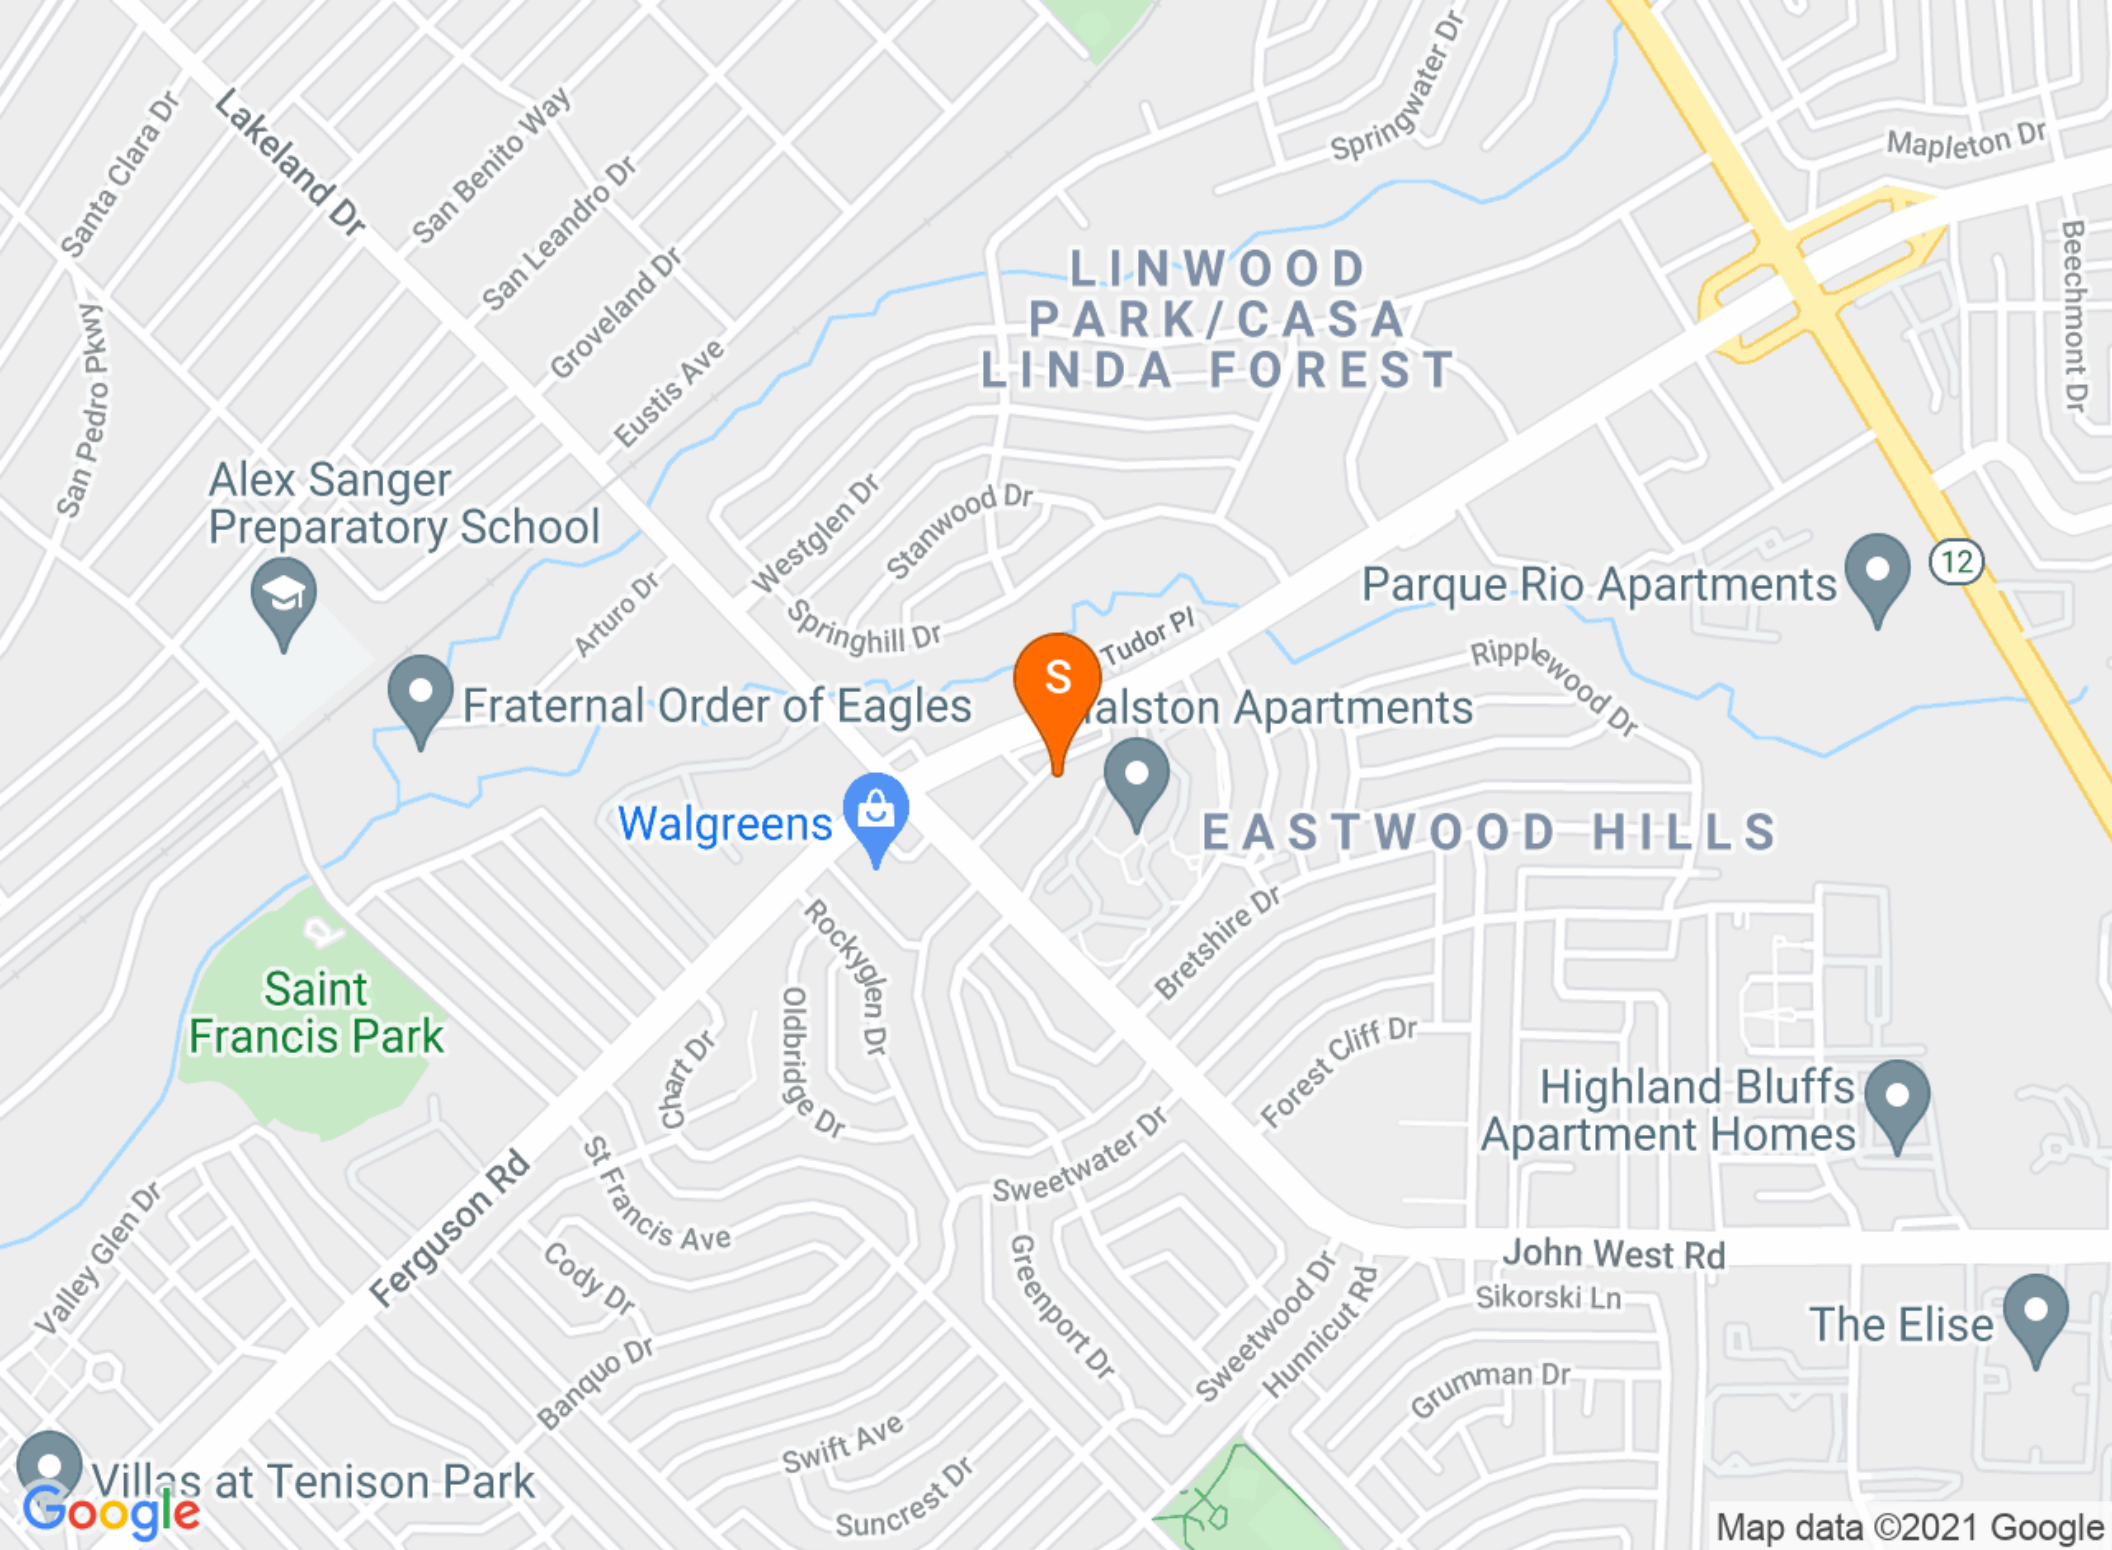 Springwater Dr
Mapleton Dr
Santa Clara Dr
Lakeland Dr
San Benito Way
San Leandro Dr
Groveland Dr
Eustis Ave
San Pedro Pkwy
Beechmont Dr
LINWOOD
PARK/CASA
LINDA FOREST
Alex Sanger
Preparatory School
Westglen Dr
Stanwood Dr
Springhill Dr
Arturo Dr
Tudor Pl
Parque Rio Apartments
12
Ripplewood Dr
S
Fraternal Order of Eagles
alston Apartments
Walgreens
EASTWOOD HILLS
Rockyglen Dr
Bretshire Dr
Saint
Francis Park
Oldbridge Dr
Chart Dr
Forest Cliff Dr
Highland Bluffs
Apartment Homes
Sweetwater Dr
St Francis Ave
Ferguson Rd
Valley Glen Dr
Cody Dr
Greenport Dr
Sweetwood Dr
Hunnicut Rd
John West Rd
Sikorski Ln
The Elise
Banquo Dr
Grumman Dr
Swift Ave
Suncrest Dr
Villas at Tenison Park
Google
Map data ©2021 Google